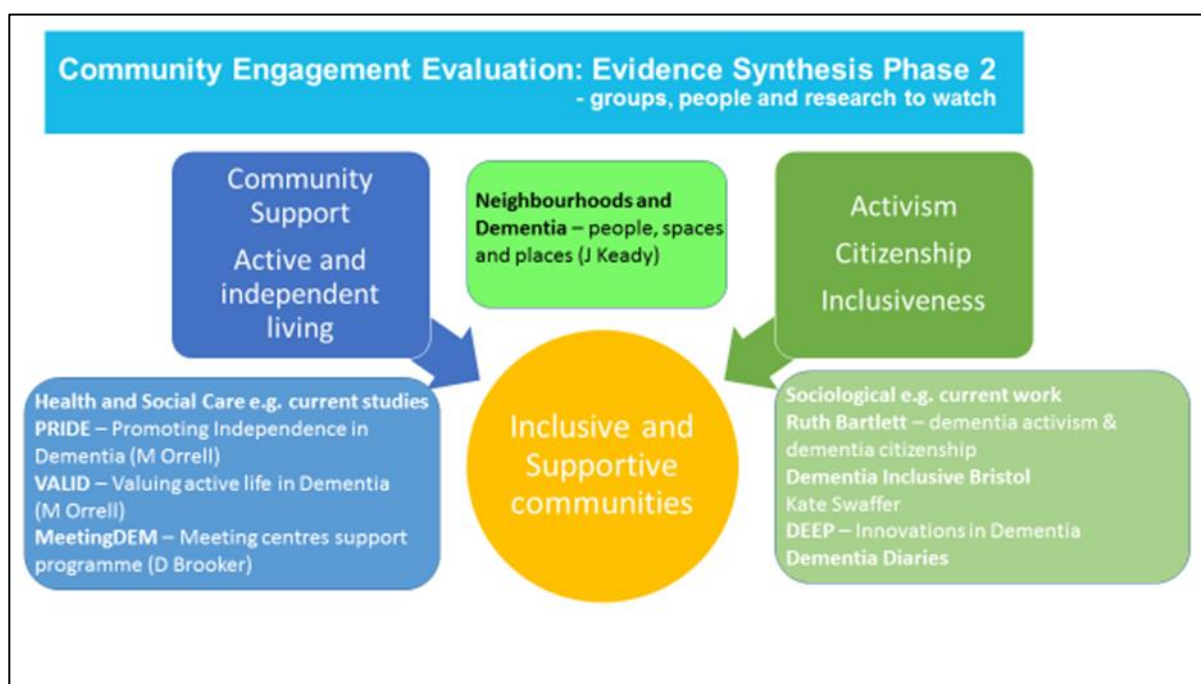 Community Engagement Evaluation: Evidence Synthesis Phase 2
- groups, people and research to watch
Community
Support
Active and
independent
living
Neighbourhoods and
Dementia – people, spaces
and places (J Keady)
Activism
Citizenship
Inclusiveness
Health and Social Care e.g. current studies
PRIDE – Promoting Independence in
Dementia (M Orrell)
VALID – Valuing active life in Dementia
(M Orrell)
MeetingDEM – Meeting centres support
programme (D Brooker)
Inclusive and
Supportive
communities
Sociological e.g. current work
Ruth Bartlett – dementia activism &
dementia citizenship
Dementia Inclusive Bristol
Kate Swaffer
DEEP – Innovations in Dementia
Dementia Diaries